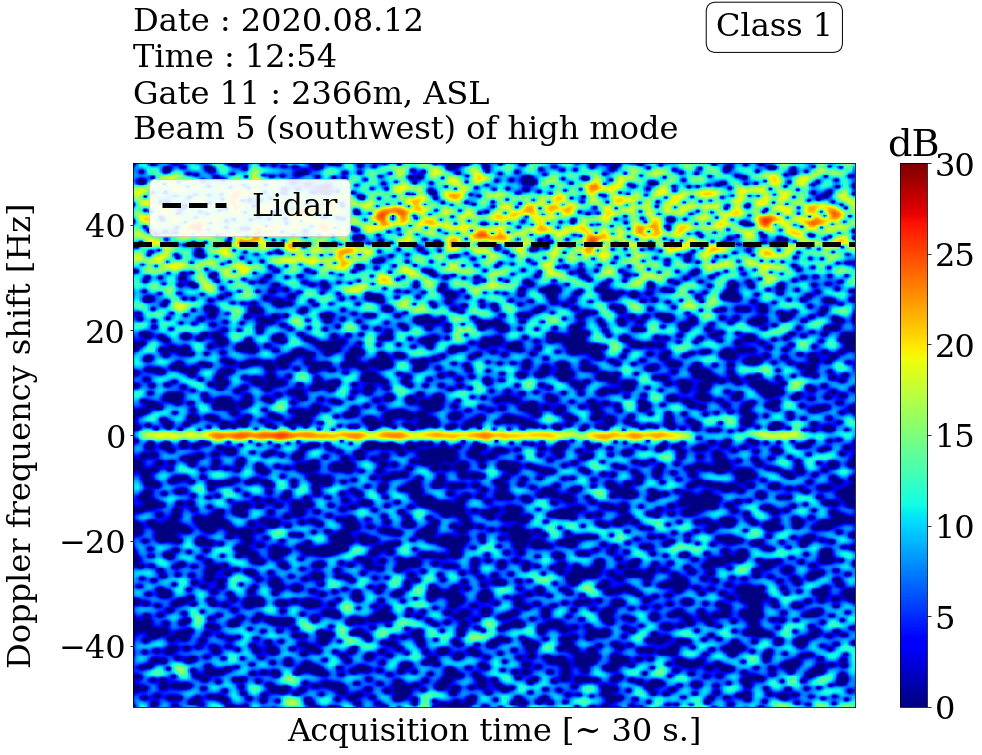 Date : 2020.08.12
Time : 12:54
Gate 11 : 2366m, ASL
Beam 5 (southwest) of high mode
Class 1
dB
Lidar
Doppler frequency shift [Hz]
40
20
0
−20
−40
Acquisition time [~ 30 s.]
30
25
20
15
10
5
0